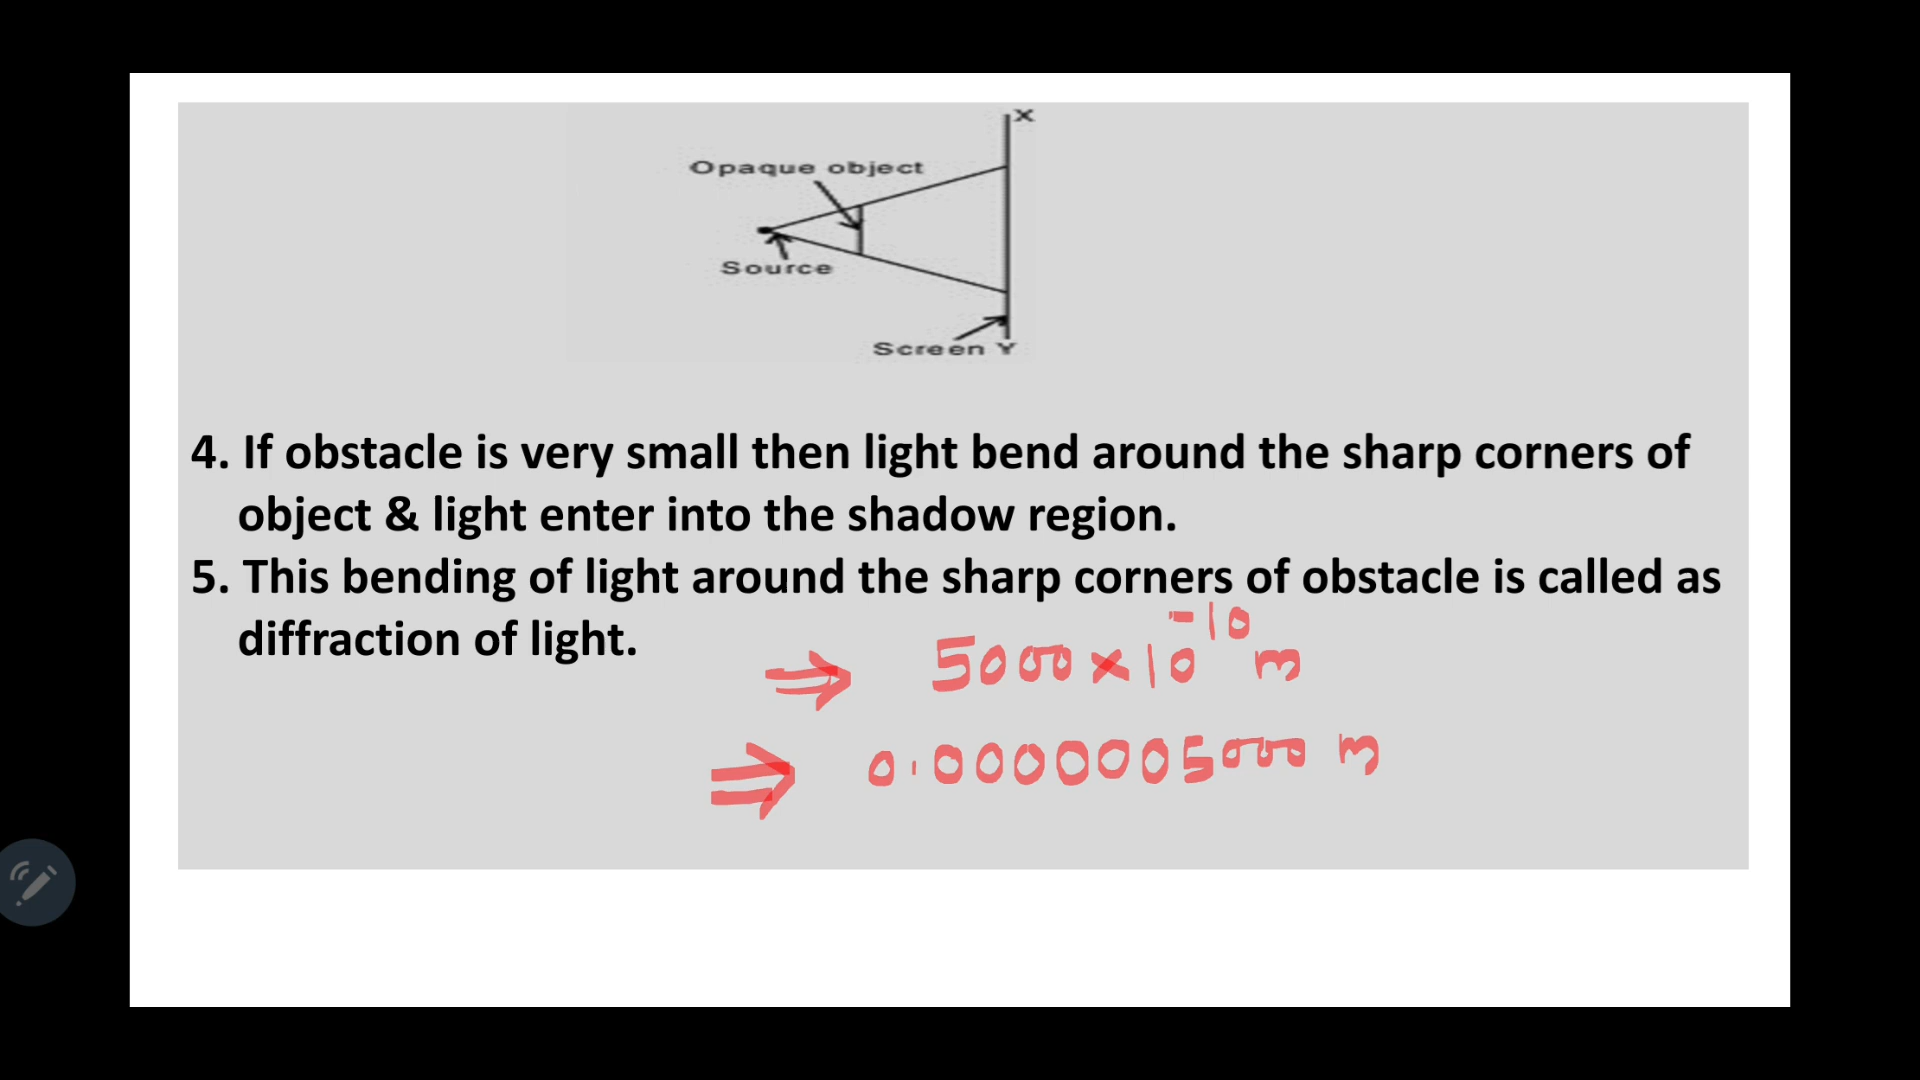 X
Opaque object
Source
Screen Y
4. If obstacle is very small then light bend around the sharp corners of
object & light enter into the shadow region.
5. This bending of light around the sharp corners of obstacle is called as
diffraction of light.
⇒ 5000 × 10⁻¹⁰ m
⇒ 0.0000005000 m